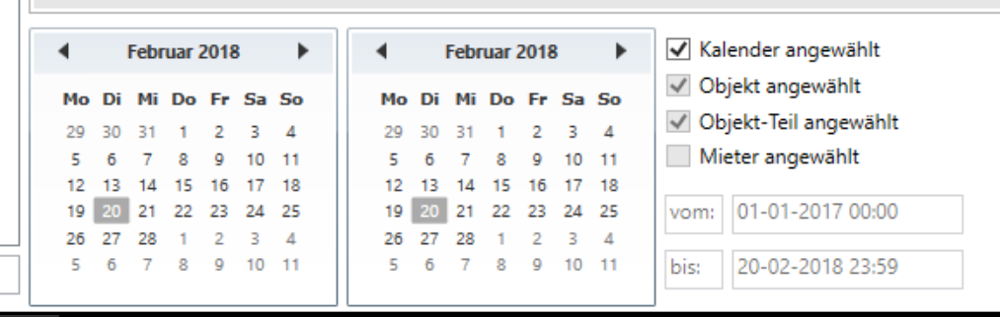 Februar 2018
Mo Di Mi Do Fr Sa So
29 30 31 1 2 3 4
5 6 7 8 9 10 11
12 13 14 15 16 17 18
19 20 21 22 23 24 25
26 27 28 1 2 3 4
5 6 7 8 9 10 11
Februar 2018
Mo Di Mi Do Fr Sa So
29 30 31 1 2 3 4
5 6 7 8 9 10 11
12 13 14 15 16 17 18
19 20 21 22 23 24 25
26 27 28 1 2 3 4
5 6 7 8 9 10 11
Kalender angewählt
Objekt angewählt
Objekt-Teil angewählt
Mieter angewählt
vom: 01-01-2017 00:00
bis: 20-02-2018 23:59